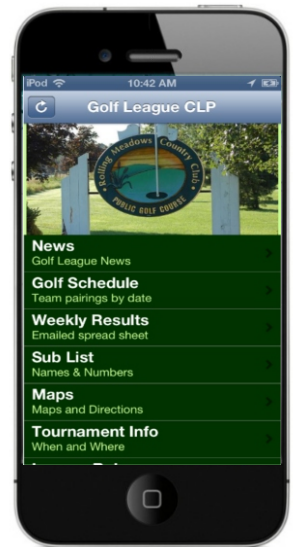 iPod 10:42 AM
Golf League CLP
Rolling Meadows Country Club
PUBLIC GOLF COURSE
News
Golf League News
Golf Schedule
Team pairings by date
Weekly Results
Emailed spread sheet
Sub List
Names & Numbers
Maps
Maps and Directions
Tournament Info
When and Where